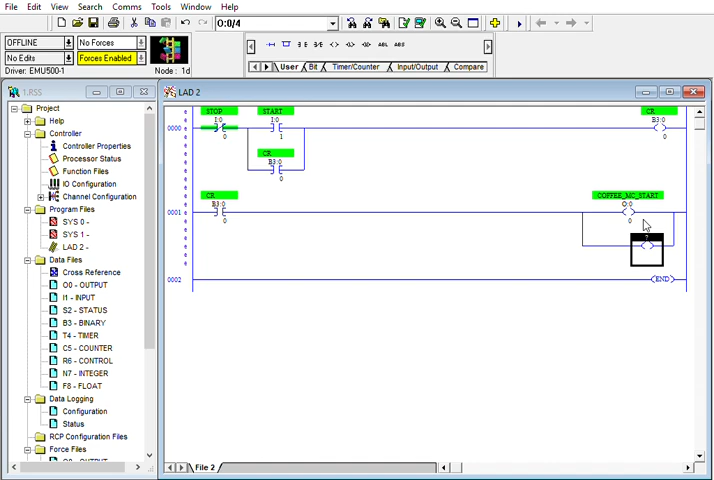 File Edit View Search Comms Tools Window Help
O:0/4
OFFLINE No Forces
No Edits Forces Enabled
Driver: EMU500-1 Node : 1d
ABL ABS
User Bit Timer/Counter Input/Output Compare
1.RSS
Project
Help
Controller
Controller Properties
Processor Status
Function Files
IO Configuration
Channel Configuration
Program Files
SYS 0 -
SYS 1 -
LAD 2 -
Data Files
Cross Reference
O0 - OUTPUT
I1 - INPUT
S2 - STATUS
B3 - BINARY
T4 - TIMER
C5 - COUNTER
R6 - CONTROL
N7 - INTEGER
F8 - FLOAT
Data Logging
Configuration
Status
RCP Configuration Files
Force Files
O0 - OUTPUT
LAD 2
STOP START CR
I:0 I:0 B3:0
0000
0 1 0
CR
B3:0
0
CR COFFEE_MC_START
B3:0 O:0
0001
0 0
?
0002 END
e
e
e
e
e
e
e
e
e
e
e
e
e
File 2